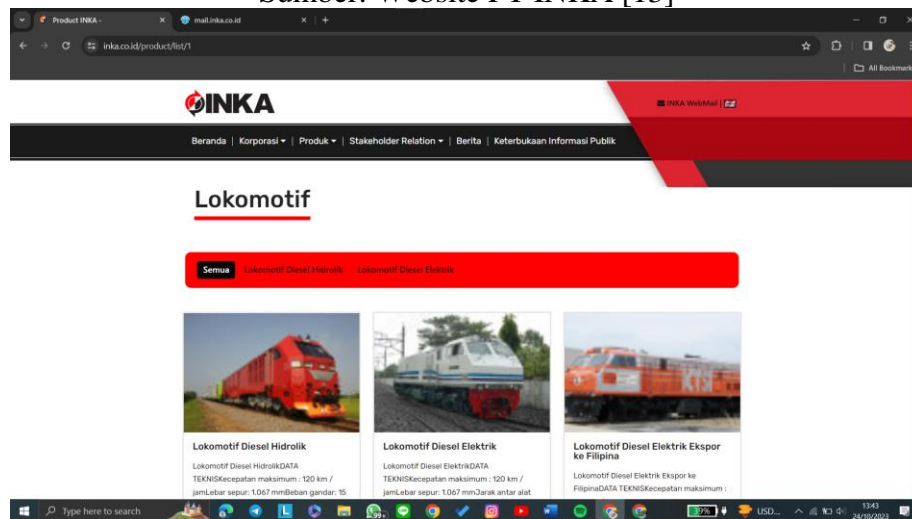 Sumber: Website PT INKA [15]
Product INKA -
mail.inka.co.id
inka.co.id/product/list/1
All Bookmark
INKA
INKA WebMail |
Beranda | Korporasi | Produk | Stakeholder Relation | Berita | Keterbukaan Informasi Publik
Lokomotif
Semua Lokomotif Diesel Hidrolik Lokomotif Diesel Elektrik
Lokomotif Diesel Hidrolik
Lokomotif Diesel HidrolikDATA
TEKNISKecepatan maksimum : 120 km /
jamLebar sepur: 1.067 mmBeban gandar: 15
Lokomotif Diesel Elektrik
Lokomotif Diesel ElektrikDATA
TEKNISKecepatan maksimum : 120 km /
jamLebar sepur: 1.067 mmJarak antar alat
Lokomotif Diesel Elektrik Ekspor
ke Filipina
Lokomotif Diesel Elektrik Ekspor ke
FilipinaDATA TEKNISKecepatan maksimum :
Type here to search
99+
39%
USD...
13:43
24/10/2023